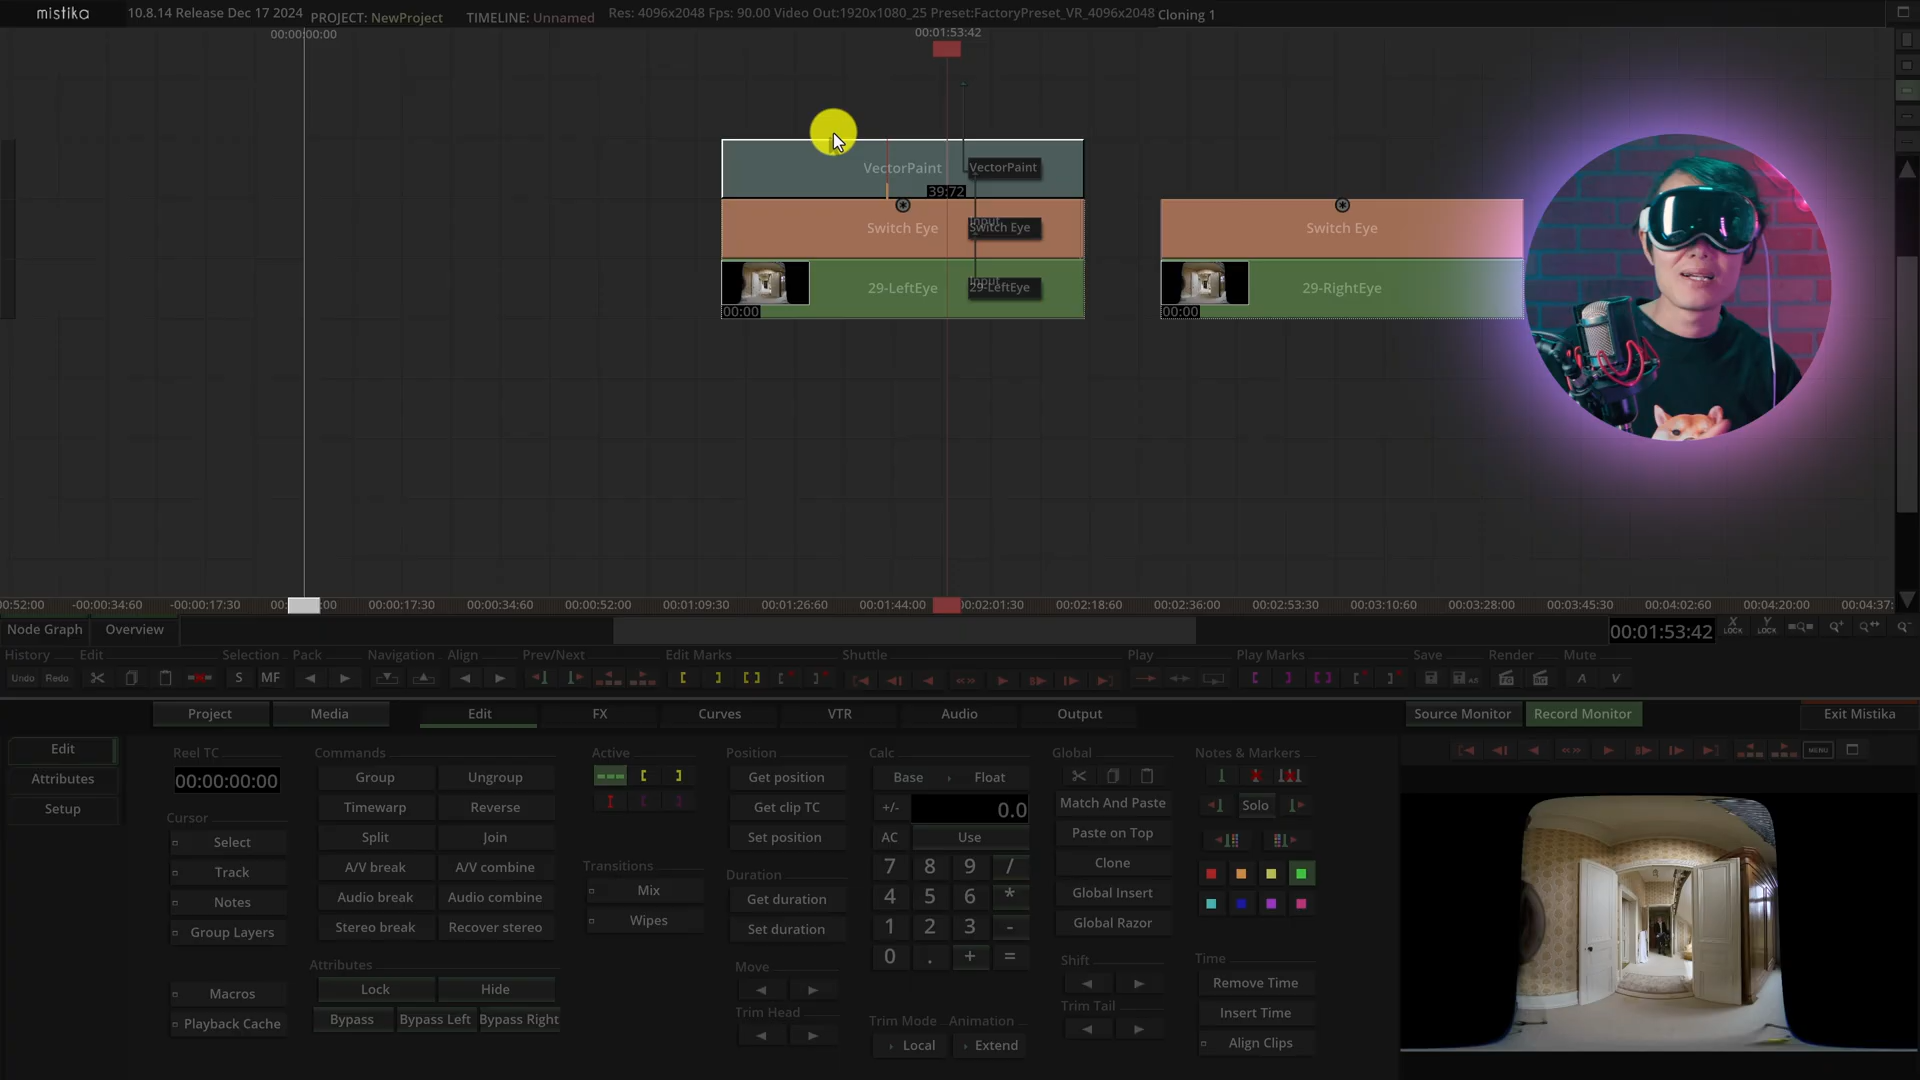 mistika
10.8.14 Release Dec 17 2024
PROJECT: NewProject
TIMELINE: Unnamed
Res: 4096x2048 Fps: 90.00 Video Out:1920x1080_25 Preset:FactoryPreset_VR_4096x2048
Cloning 1
00:00:00:00
00:01:53:42
VectorPaint
VectorPaint
39:72
Switch Eye
Input
Switch Eye
Switch Eye
29-LeftEye
Input
29-LeftEye
29-RightEye
00:00
00:00
00:52:00
-00:00:34:60
-00:00:17:30
00:00:17:30
00:00:34:60
00:00:52:00
00:01:09:30
00:01:26:60
00:01:44:00
00:02:01:30
00:02:18:60
00:02:36:00
00:02:53:30
00:03:10:60
00:03:28:00
00:03:45:30
00:04:02:60
00:04:20:00
00:04:37:
Node Graph
Overview
00:01:53:42
X LOCK
Y LOCK
History
Edit
Selection
Pack
Navigation
Align
Prev/Next
Edit Marks
Shuttle
Play
Play Marks
Save
Render
Mute
Undo
Redo
S
MF
A
V
Project
Media
Edit
FX
Curves
VTR
Audio
Output
Source Monitor
Record Monitor
Exit Mistika
Edit
Attributes
Setup
Reel TC
00:00:00:00
Cursor
Select
Track
Notes
Group Layers
Macros
Playback Cache
Commands
Group
Ungroup
Timewarp
Reverse
Split
Join
A/V break
A/V combine
Audio break
Audio combine
Stereo break
Recover stereo
Attributes
Lock
Hide
Bypass
Bypass Left
Bypass Right
Active
Transitions
Mix
Wipes
Position
Get position
Get clip TC
Set position
Duration
Get duration
Set duration
Move
Trim Head
Calc
Base
Float
+/-
0.0
AC
Use
7 8 9 /
4 5 6 *
1 2 3 -
0 . + =
Trim Mode
Animation
Local
Extend
Global
Match And Paste
Paste on Top
Clone
Global Insert
Global Razor
Shift
Trim Tail
Notes & Markers
Solo
Time
Remove Time
Insert Time
Align Clips
MENU